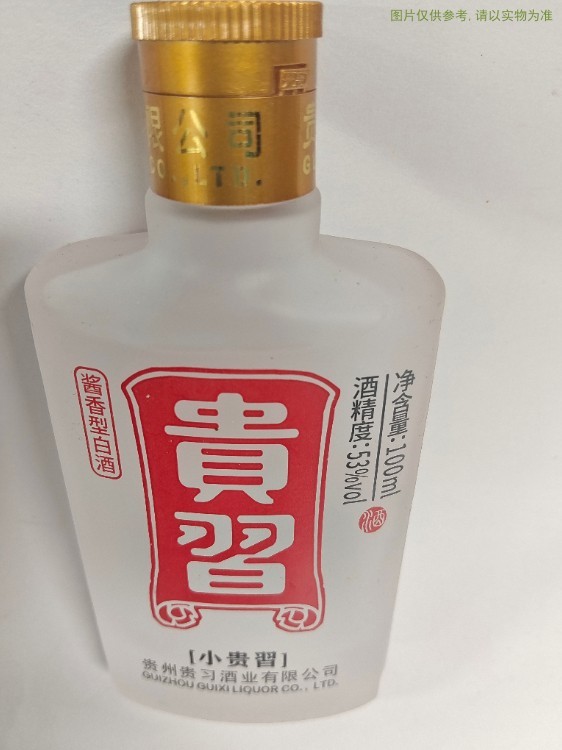 图片仅供参考, 请以实物为准
限公司 贵
CO.,LTD. G
酱香型白酒
貴習
净含量:100ml
酒精度:53%vol
酒
[小贵習]
贵州贵习酒业有限公司
GUIZHOU GUIXI LIQUOR CO., LTD.